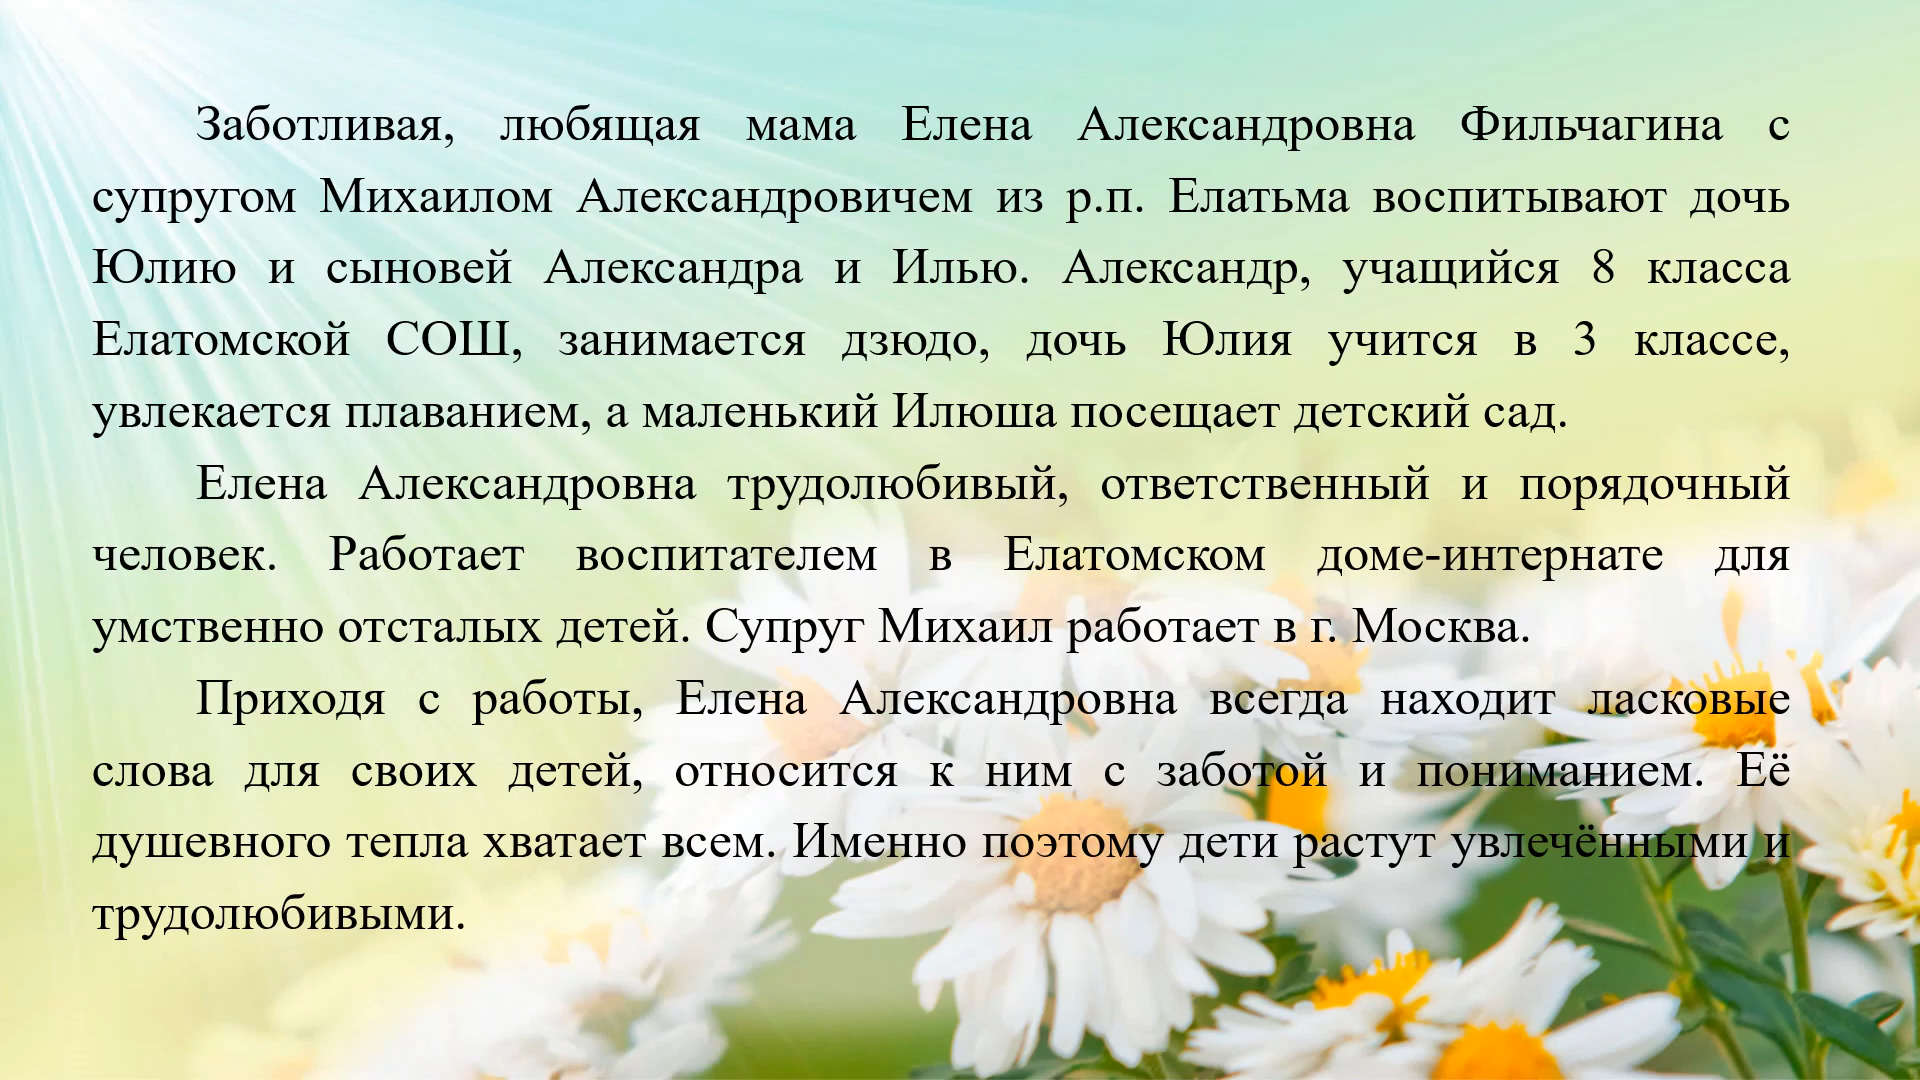 Заботливая, любящая мама Елена Александровна Фильчагина с
супругом Михаилом Александровичем из р.п. Елатьма воспитывают дочь
Юлию и сыновей Александра и Илью. Александр, учащийся 8 класса
Елатомской СОШ, занимается дзюдо, дочь Юлия учится в 3 классе,
увлекается плаванием, а маленький Илюша посещает детский сад.
Елена Александровна трудолюбивый, ответственный и порядочный
человек. Работает воспитателем в Елатомском доме-интернате для
умственно отсталых детей. Супруг Михаил работает в г. Москва.
Приходя с работы, Елена Александровна всегда находит ласковые
слова для своих детей, относится к ним с заботой и пониманием. Её
душевного тепла хватает всем. Именно поэтому дети растут увлечёнными и
трудолюбивыми.